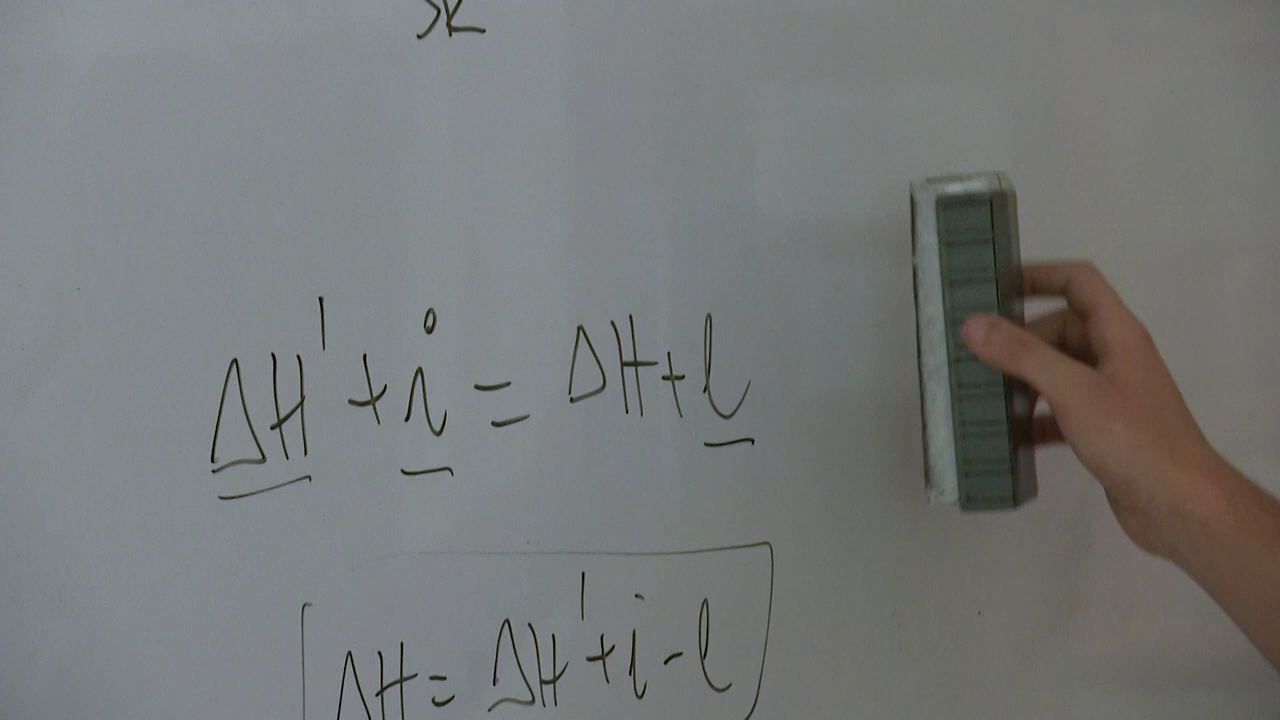 ΔH' + i = ΔH + l
ΔH = ΔH' + i - l